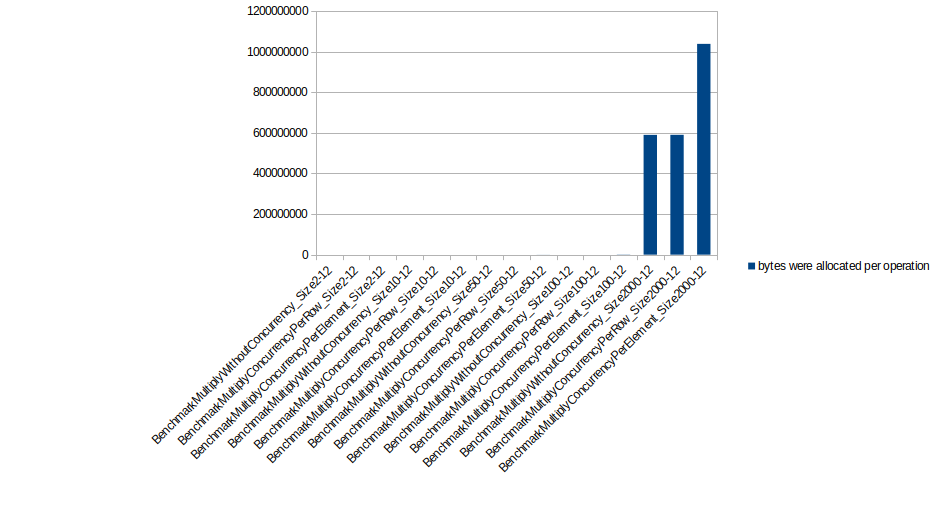 1200000000
1000000000
800000000
600000000
400000000
200000000
0
BenchmarkMultiplyWithoutConcurrency_Size2-12
BenchmarkMultiplyConcurrencyPerRow_Size2-12
BenchmarkMultiplyConcurrencyPerElement_Size2-12
BenchmarkMultiplyWithoutConcurrency_Size10-12
BenchmarkMultiplyConcurrencyPerRow_Size10-12
BenchmarkMultiplyConcurrencyPerElement_Size10-12
BenchmarkMultiplyWithoutConcurrency_Size50-12
BenchmarkMultiplyConcurrencyPerRow_Size50-12
BenchmarkMultiplyConcurrencyPerElement_Size50-12
BenchmarkMultiplyWithoutConcurrency_Size100-12
BenchmarkMultiplyConcurrencyPerRow_Size100-12
BenchmarkMultiplyConcurrencyPerElement_Size100-12
BenchmarkMultiplyWithoutConcurrency_Size2000-12
BenchmarkMultiplyConcurrencyPerRow_Size2000-12
BenchmarkMultiplyConcurrencyPerElement_Size2000-12
bytes were allocated per operation